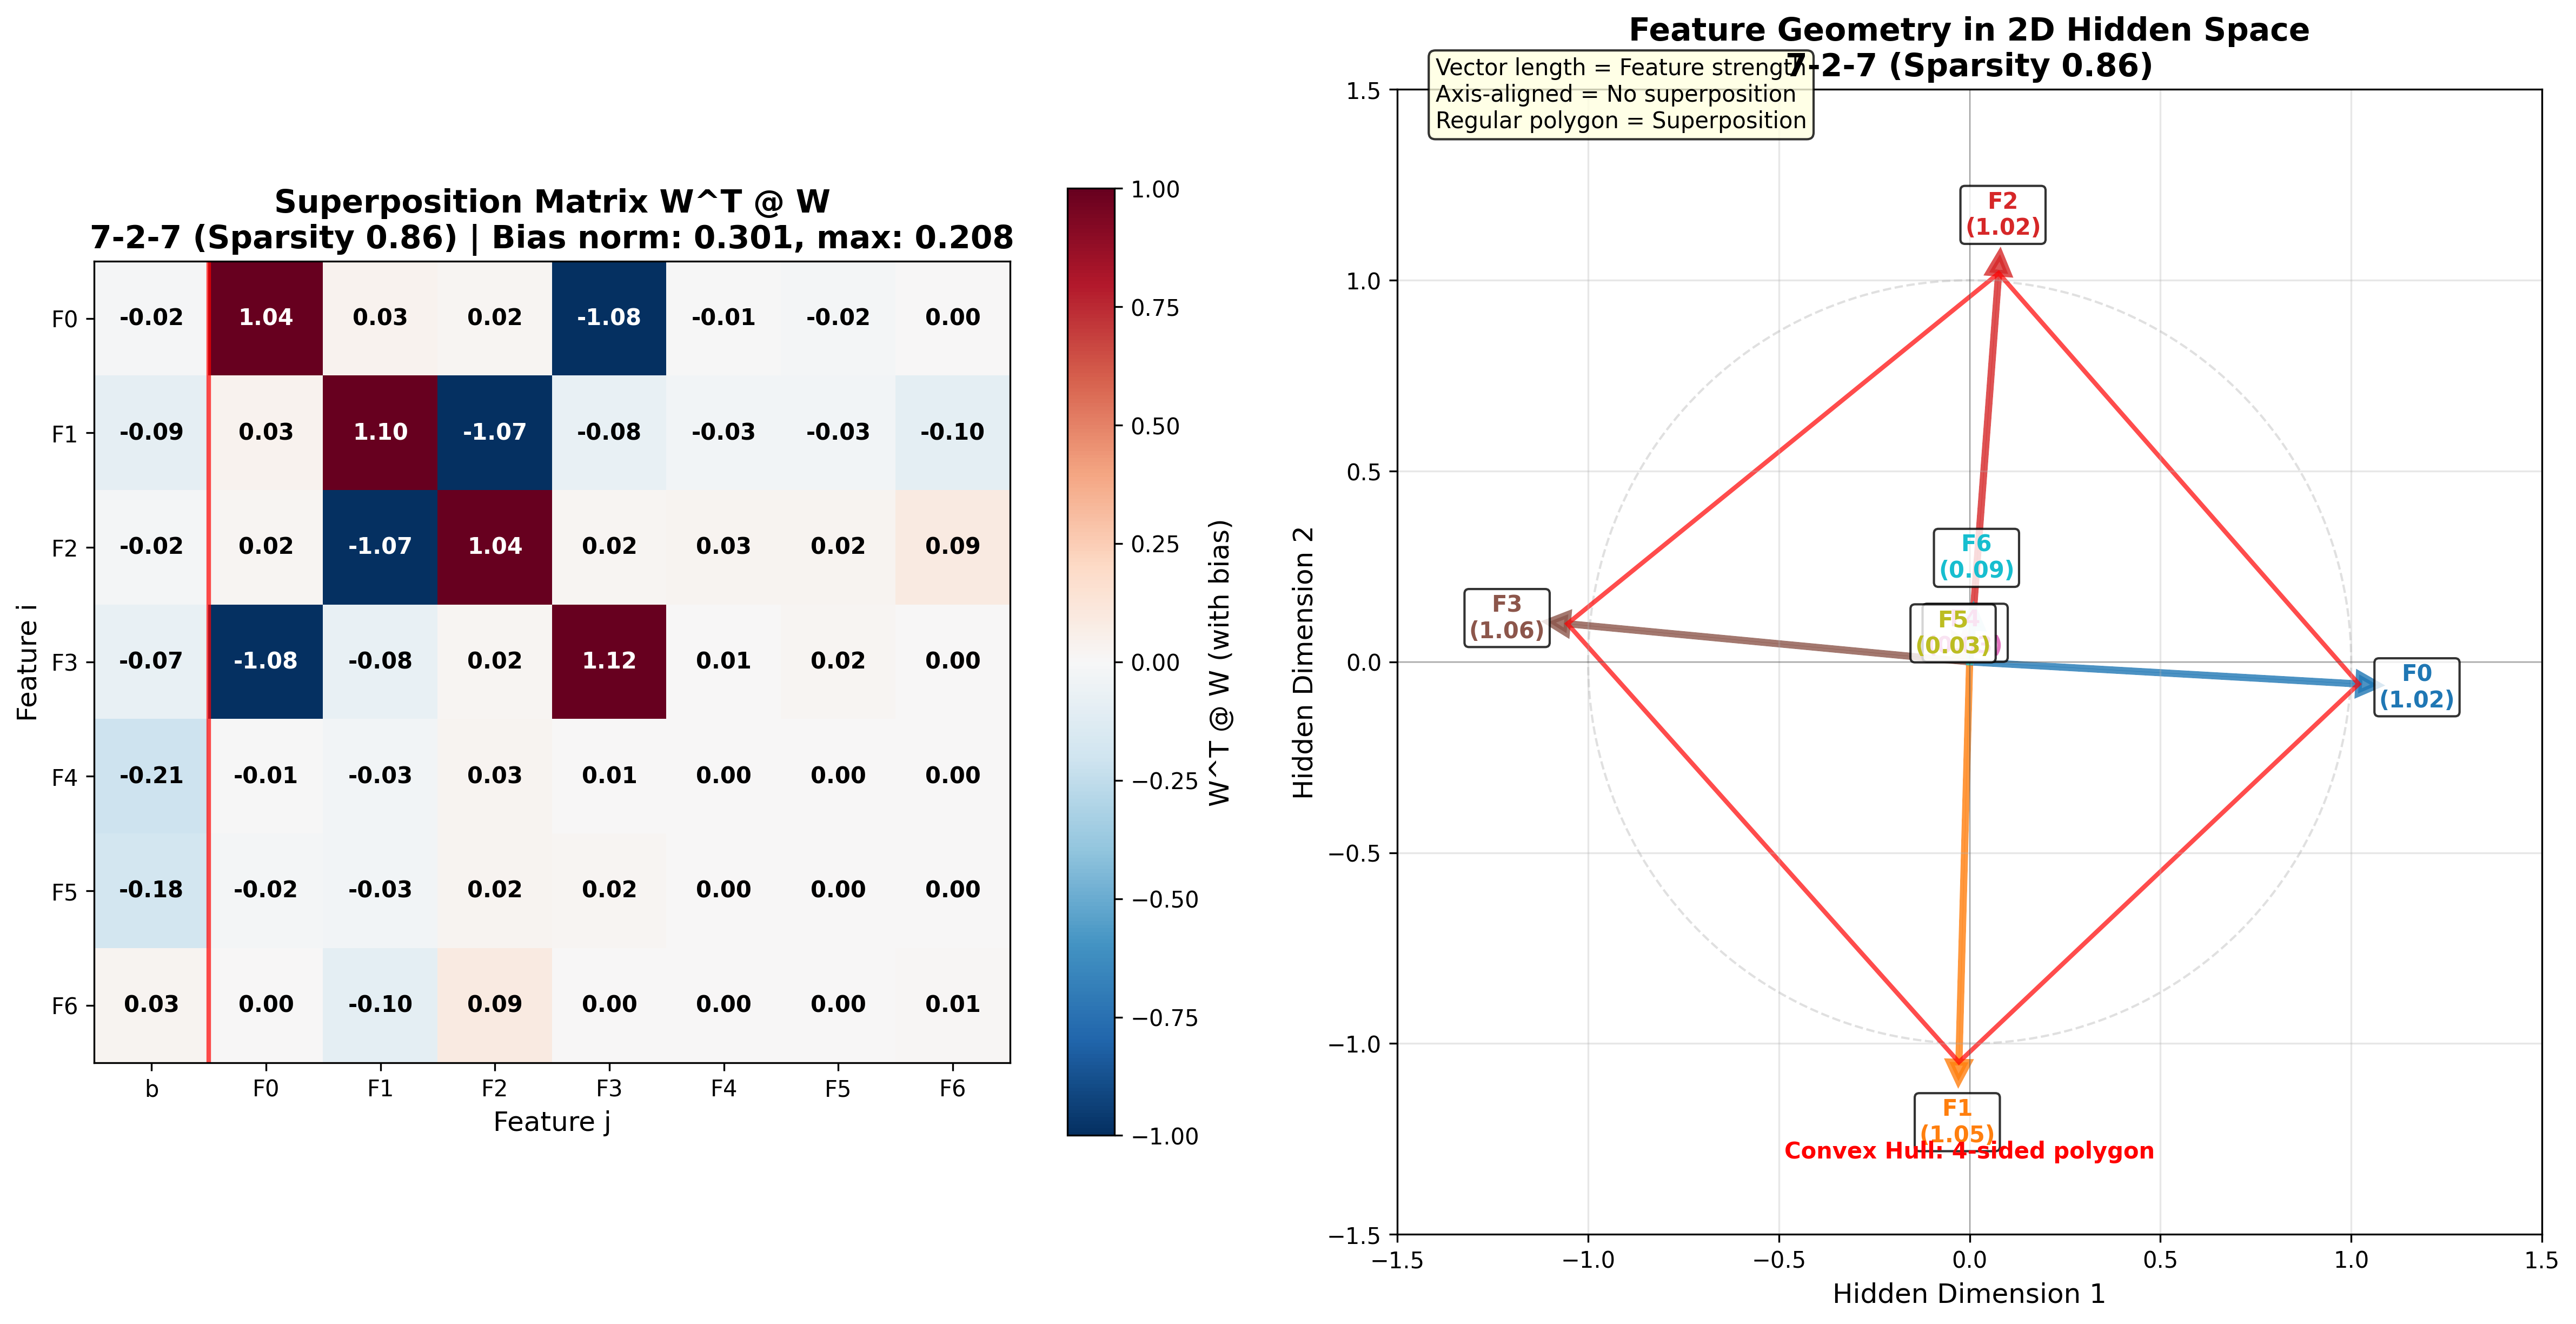 Superposition Matrix W^T @ W
7-2-7 (Sparsity 0.86) | Bias norm: 0.301, max: 0.208
F0 -0.02 1.04 0.03 0.02 -1.08 -0.01 -0.02 0.00
F1 -0.09 0.03 1.10 -1.07 -0.08 -0.03 -0.03 -0.10
F2 -0.02 0.02 -1.07 1.04 0.02 0.03 0.02 0.09
F3 -0.07 -1.08 -0.08 0.02 1.12 0.01 0.02 0.00
F4 -0.21 -0.01 -0.03 0.03 0.01 0.00 0.00 0.00
F5 -0.18 -0.02 -0.03 0.02 0.02 0.00 0.00 0.00
F6 0.03 0.00 -0.10 0.09 0.00 0.00 0.00 0.01
b F0 F1 F2 F3 F4 F5 F6
Feature j
Feature i
1.00
0.75
0.50
0.25
0.00
−0.25
−0.50
−0.75
−1.00
W^T @ W (with bias)
Feature Geometry in 2D Hidden Space
7-2-7 (Sparsity 0.86)
Vector length = Feature strength
Axis-aligned = No superposition
Regular polygon = Superposition
1.5
1.0
0.5
0.0
−0.5
−1.0
−1.5
Hidden Dimension 2
F2
(1.02)
F6
(0.09)
F3
(1.06)
F5
(0.03)
F0
(1.02)
F1
(1.05)
Convex Hull: 4-sided polygon
−1.5 −1.0 −0.5 0.0 0.5 1.0 1.5
Hidden Dimension 1